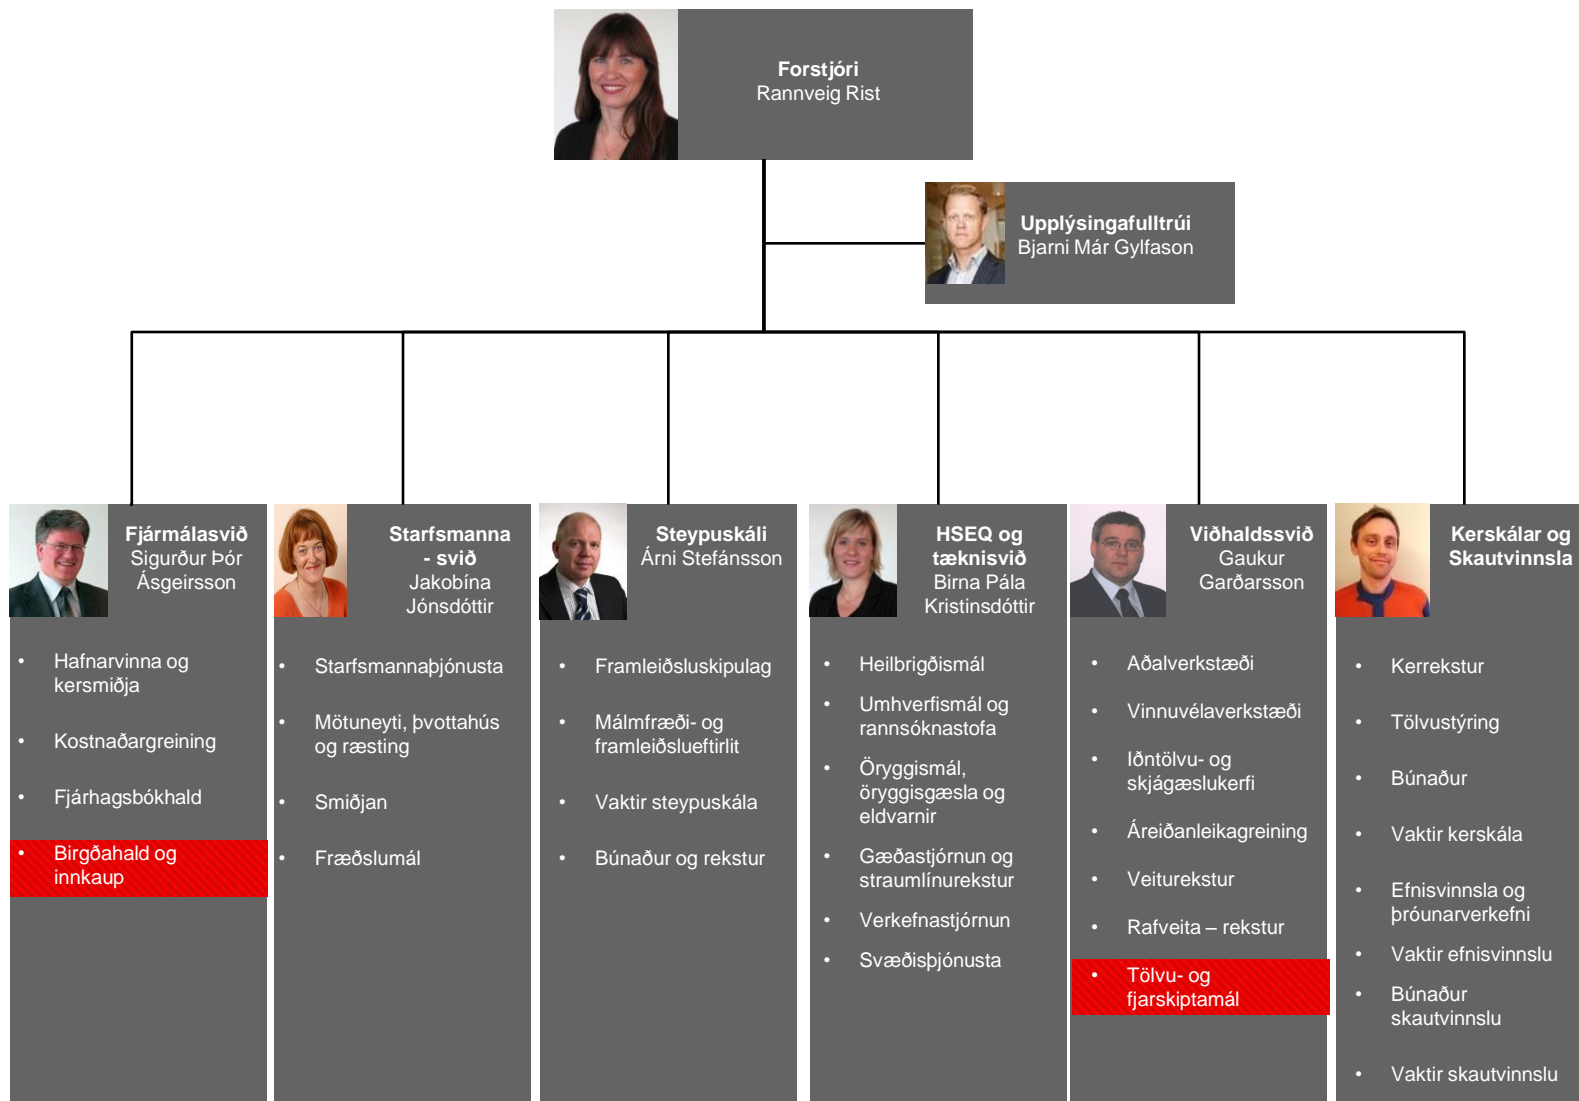 Forstjóri
Rannveig Rist
Upplýsingafulltrúi
Bjarni Már Gylfason
Fjármálasvið
Sigurður Þór
Ásgeirsson
• Hafnarvinna og
kersmiðja
• Kostnaðargreining
• Fjárhagsbókhald
• Birgðahald og
innkaup
Starfsmanna
- svið
Jakobína
Jónsdóttir
• Starfsmannaþjónusta
• Mötuneyti, þvottahús
og ræsting
• Smiðjan
• Fræðslumál
Steypuskáli
Árni Stefánsson
• Framleiðsluskipulag
• Málmfræði- og
framleiðslueftirlit
• Vaktir steypuskála
• Búnaður og rekstur
HSEQ og
tæknisvið
Birna Pála
Kristinsdóttir
• Heilbrigðismál
• Umhverfismál og
rannsóknastofa
• Öryggismál,
öryggisgæsla og
eldvarnir
• Gæðastjórnun og
straumlínurekstur
• Verkefnastjórnun
• Svæðisþjónusta
Viðhaldssvið
Gaukur
Garðarsson
• Aðalverkstæði
• Vinnuvélaverkstæði
• Iðntölvu- og
skjágæslukerfi
• Áreiðanleikagreining
• Veiturekstur
• Rafveita – rekstur
• Tölvu- og
fjarskiptamál
Kerskálar og
Skautvinnsla
• Kerrekstur
• Tölvustýring
• Búnaður
• Vaktir kerskála
• Efnisvinnsla og
þróunarverkefni
• Vaktir efnisvinnslu
• Búnaður
skautvinnslu
• Vaktir skautvinnslu